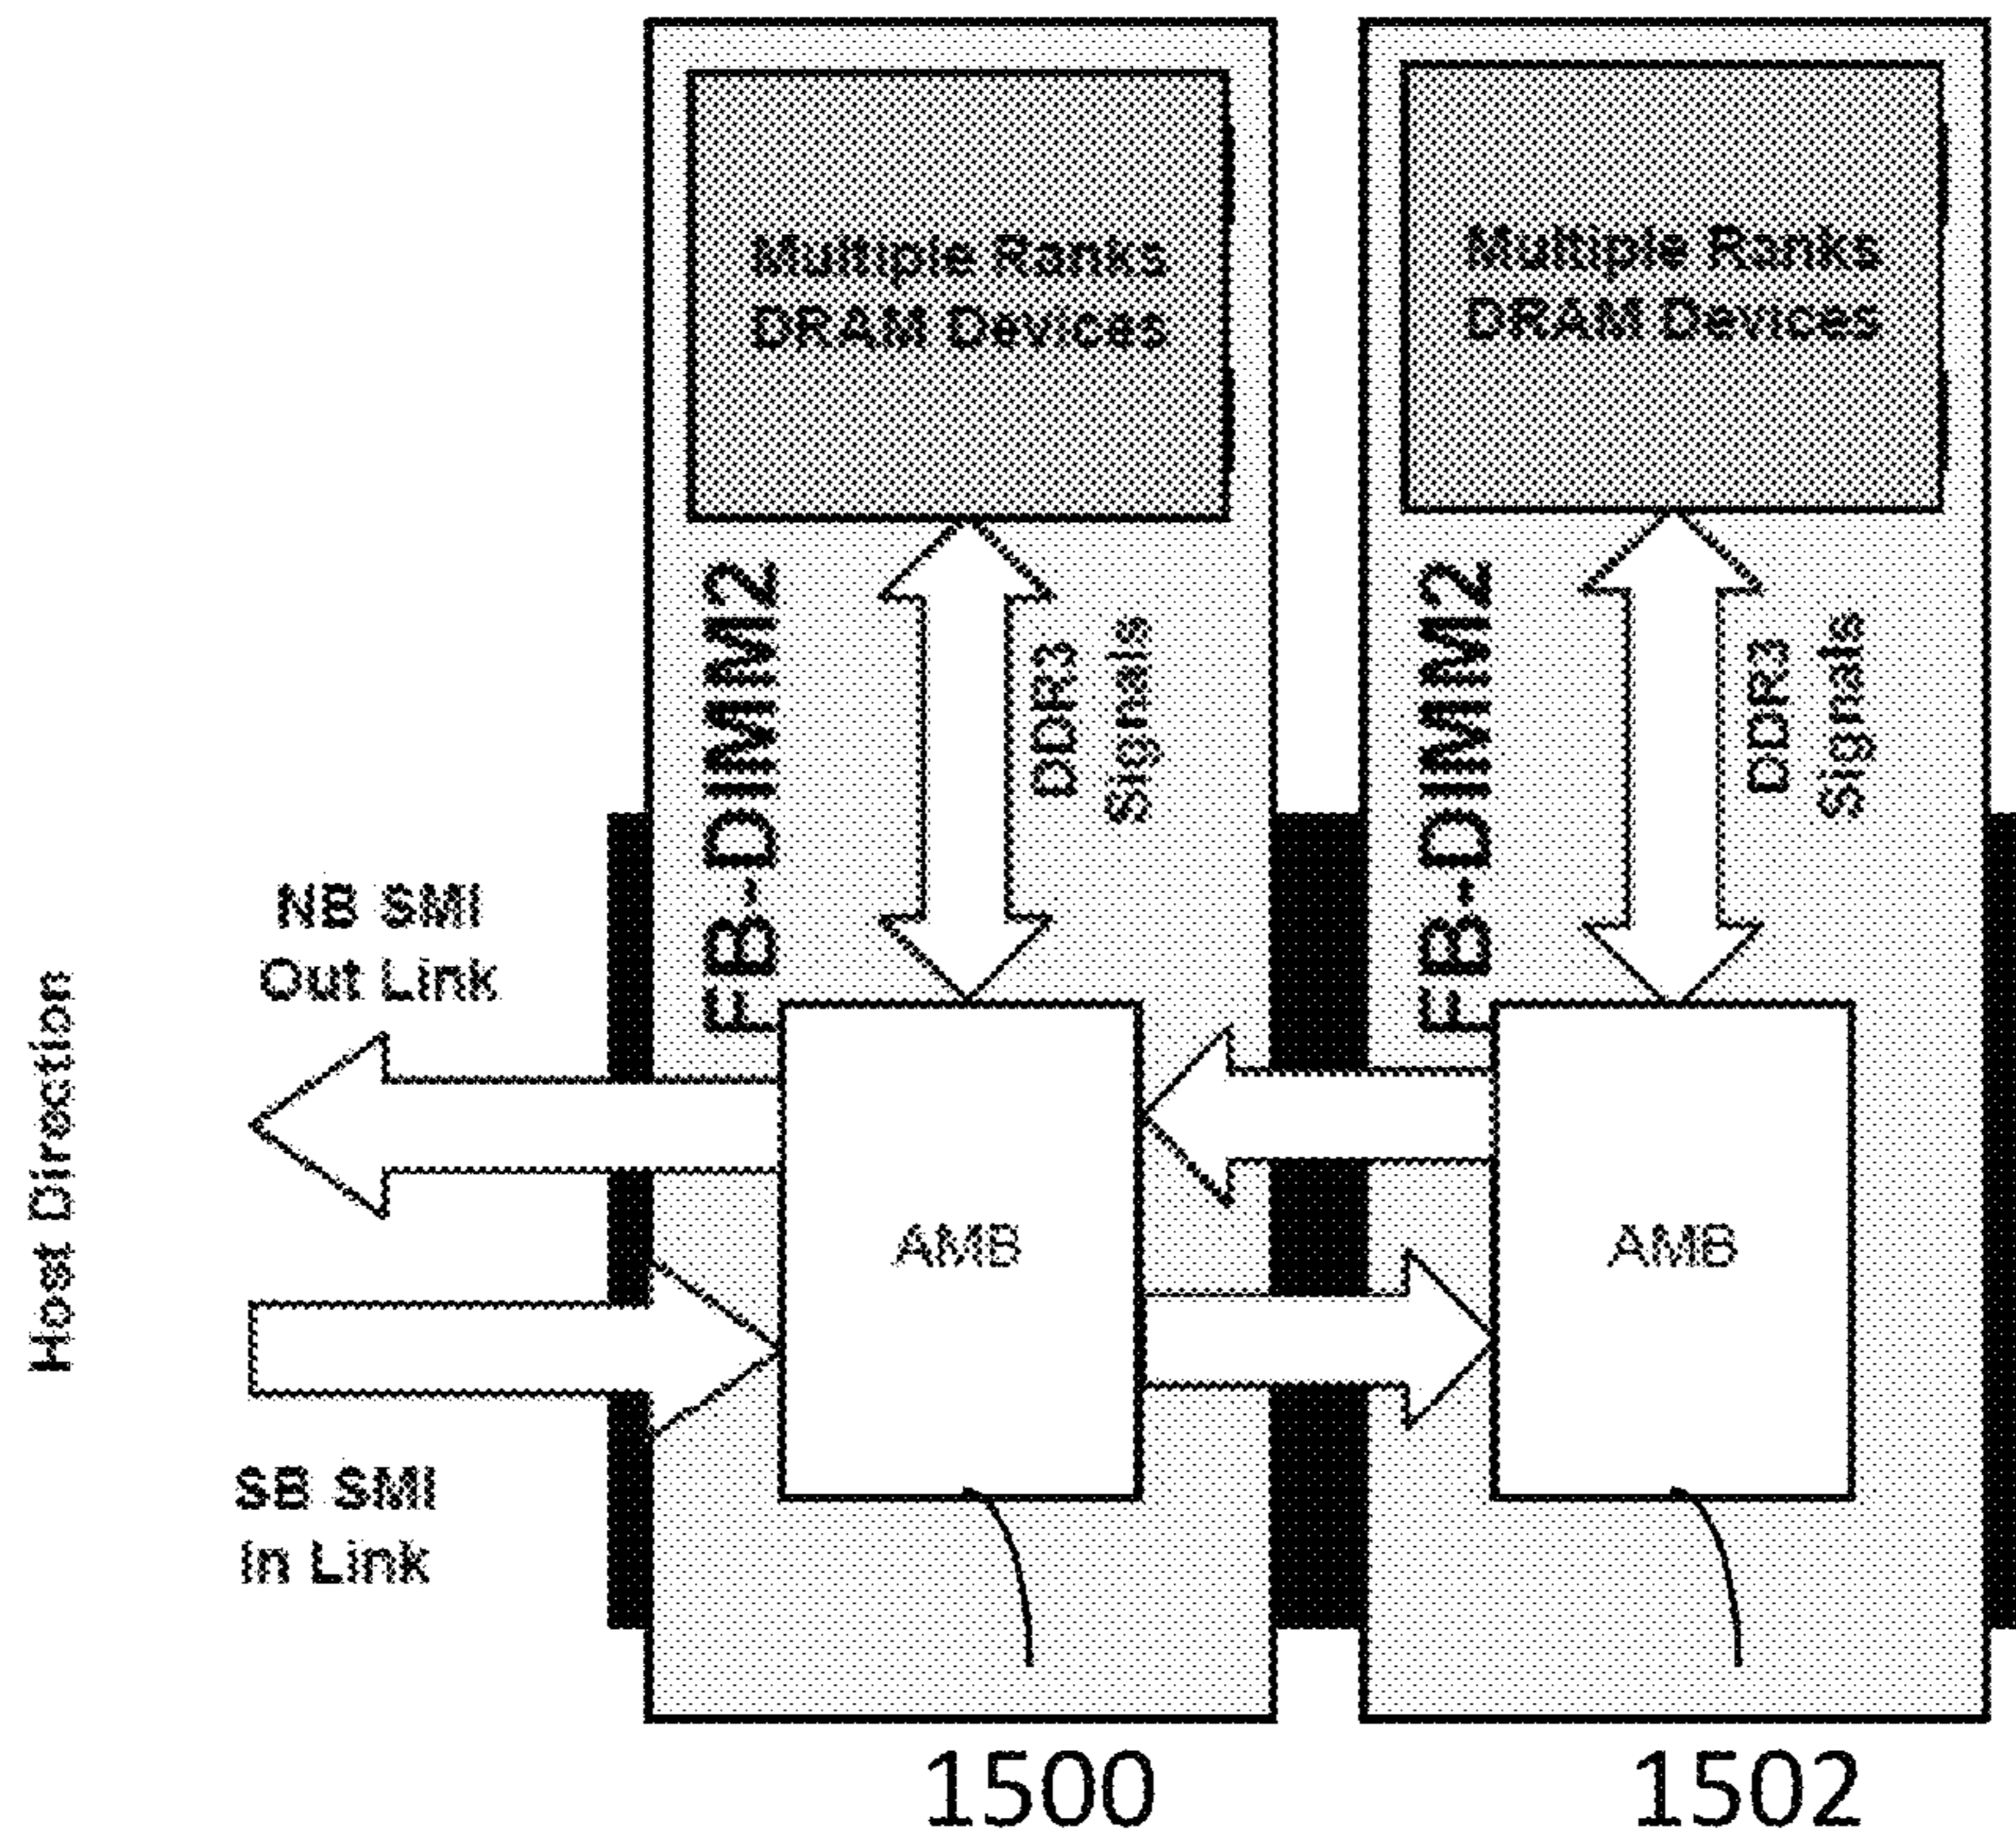 Multiple Ranks
DRAM Devices
Multiple Ranks
DRAM Devices
FB-DIMM2
DDR3
Signals
FB-DIMM2
DDR3
Signals
NB SMI
Out Link
Host Direction
AMB
AMB
SB SMI
In Link
1500
1502